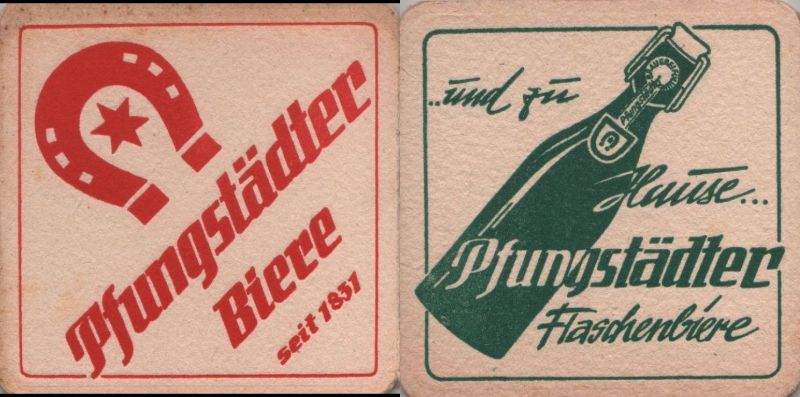 Pfungstädter
Biere
seit 1831
..und zu
Hause...
Pfungstädter
Flaschenbiere